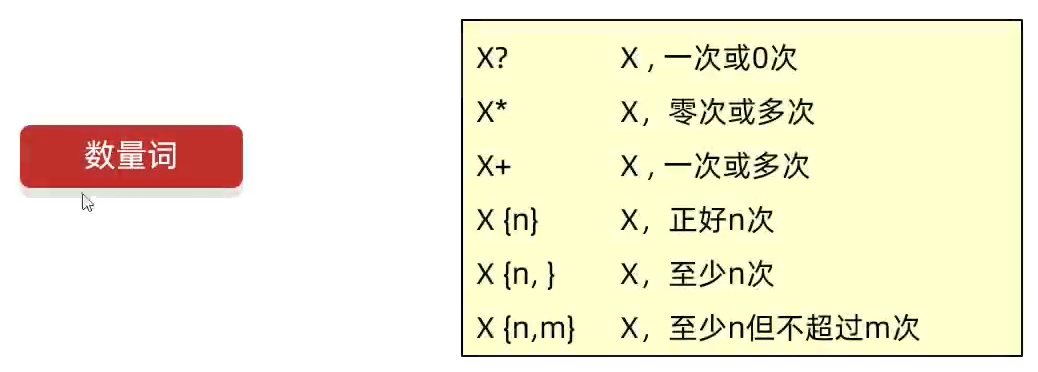 数量词
X? X , 一次或0次
X* X，零次或多次
X+ X , 一次或多次
X {n} X，正好n次
X {n, } X，至少n次
X {n,m} X，至少n但不超过m次